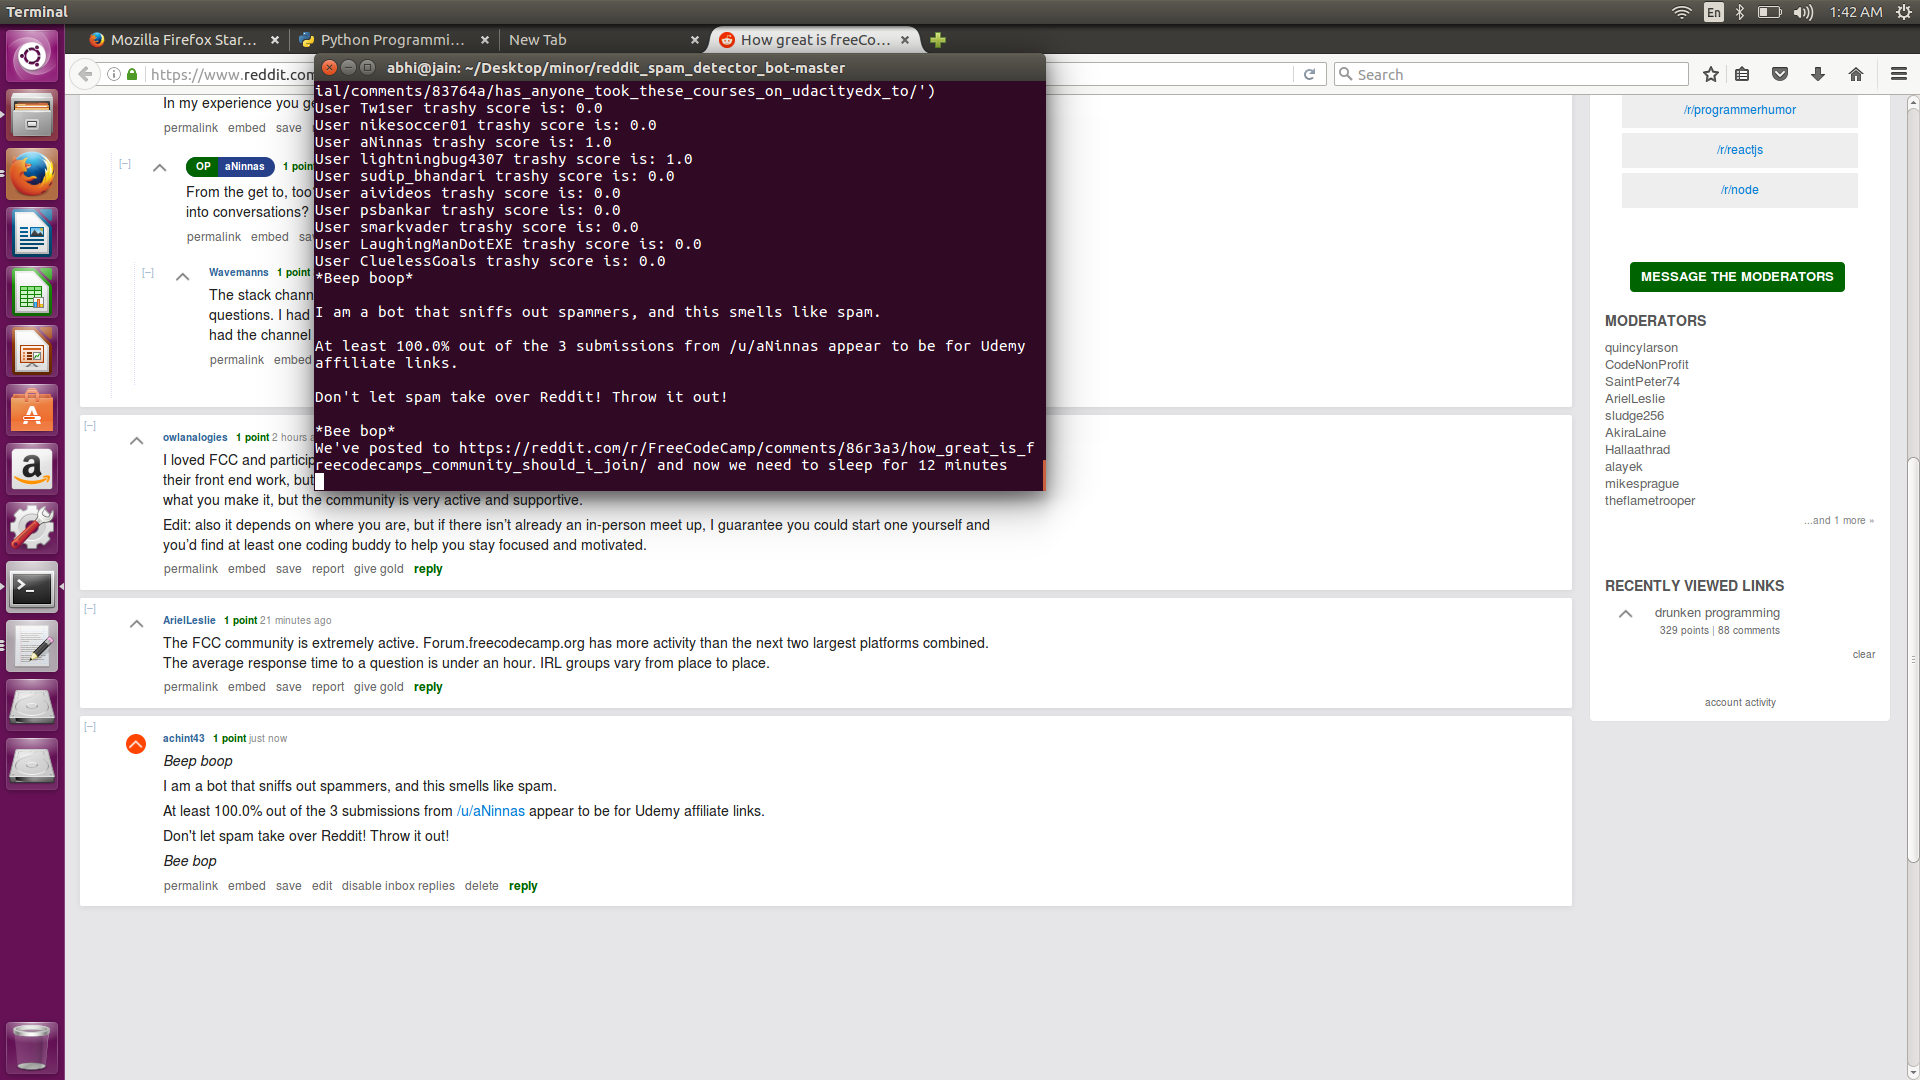 Terminal
En
1:42 AM
Mozilla Firefox Star...
Python Programmi...
New Tab
How great is freeCo...
https://www.reddit.com
Search
abhi@jain: ~/Desktop/minor/reddit_spam_detector_bot-master
ial/comments/83764a/has_anyone_took_these_courses_on_udacityedx_to/')
User Tw1ser trashy score is: 0.0
User nikesoccer01 trashy score is: 0.0
User aNinnas trashy score is: 1.0
User lightningbug4307 trashy score is: 1.0
User sudip_bhandari trashy score is: 0.0
User aivideos trashy score is: 0.0
User psbankar trashy score is: 0.0
User smarkvader trashy score is: 0.0
User LaughingManDotEXE trashy score is: 0.0
User CluelessGoals trashy score is: 0.0
*Beep boop*
I am a bot that sniffs out spammers, and this smells like spam.
At least 100.0% out of the 3 submissions from /u/aNinnas appear to be for Udemy
affiliate links.
Don't let spam take over Reddit! Throw it out!
*Bee bop*
We've posted to https://reddit.com/r/FreeCodeCamp/comments/86r3a3/how_great_is_f
reecodecamps_community_should_i_join/ and now we need to sleep for 12 minutes
In my experience you ge
permalink embed save
[–]
OP aNinnas 1 poin
From the get to, too
into conversations?
permalink embed sa
[–]
Wavemanns 1 point
The stack chann
questions. I had
had the channel
permalink embed
[–]
owlanalogies 1 point 2 hours a
I loved FCC and particip
their front end work, but
what you make it, but the community is very active and supportive.
Edit: also it depends on where you are, but if there isn't already an in-person meet up, I guarantee you could start one yourself and
you'd find at least one coding buddy to help you stay focused and motivated.
permalink embed save report give gold reply
[–]
ArielLeslie 1 point 21 minutes ago
The FCC community is extremely active. Forum.freecodecamp.org has more activity than the next two largest platforms combined.
The average response time to a question is under an hour. IRL groups vary from place to place.
permalink embed save report give gold reply
[–]
achint43 1 point just now
Beep boop
I am a bot that sniffs out spammers, and this smells like spam.
At least 100.0% out of the 3 submissions from /u/aNinnas appear to be for Udemy affiliate links.
Don't let spam take over Reddit! Throw it out!
Bee bop
permalink embed save edit disable inbox replies delete reply
/r/programmerhumor
/r/reactjs
/r/node
MESSAGE THE MODERATORS
MODERATORS
quincylarson
CodeNonProfit
SaintPeter74
ArielLeslie
sludge256
AkiraLaine
Hallaathrad
alayek
mikesprague
theflametrooper
...and 1 more »
RECENTLY VIEWED LINKS
drunken programming
329 points | 88 comments
clear
account activity